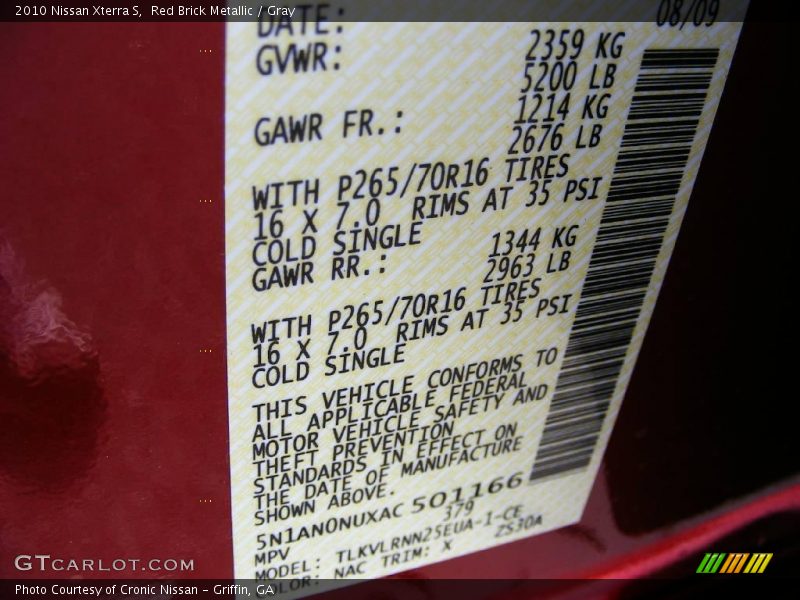 2010 Nissan Xterra S,  Red Brick Metallic / Gray
DATE: 08/09
GVWR: 2359 KG
5200 LB
GAWR FR.: 1214 KG
2676 LB
WITH P265/70R16 TIRES
16 X 7.0 RIMS AT 35 PSI
COLD SINGLE
GAWR RR.: 1344 KG
2963 LB
WITH P265/70R16 TIRES
16 X 7.0 RIMS AT 35 PSI
COLD SINGLE
THIS VEHICLE CONFORMS TO
ALL APPLICABLE FEDERAL
MOTOR VEHICLE SAFETY AND
THEFT PREVENTION
STANDARDS IN EFFECT ON
THE DATE OF MANUFACTURE
SHOWN ABOVE.
5N1AN0NUXAC 501166
MPV 379
MODEL: TLKVLRNN25EUA-1-CE
COLOR: NAC TRIM: X 2S30A
GTCARLOT.COM
Photo Courtesy of Cronic Nissan - Griffin, GA